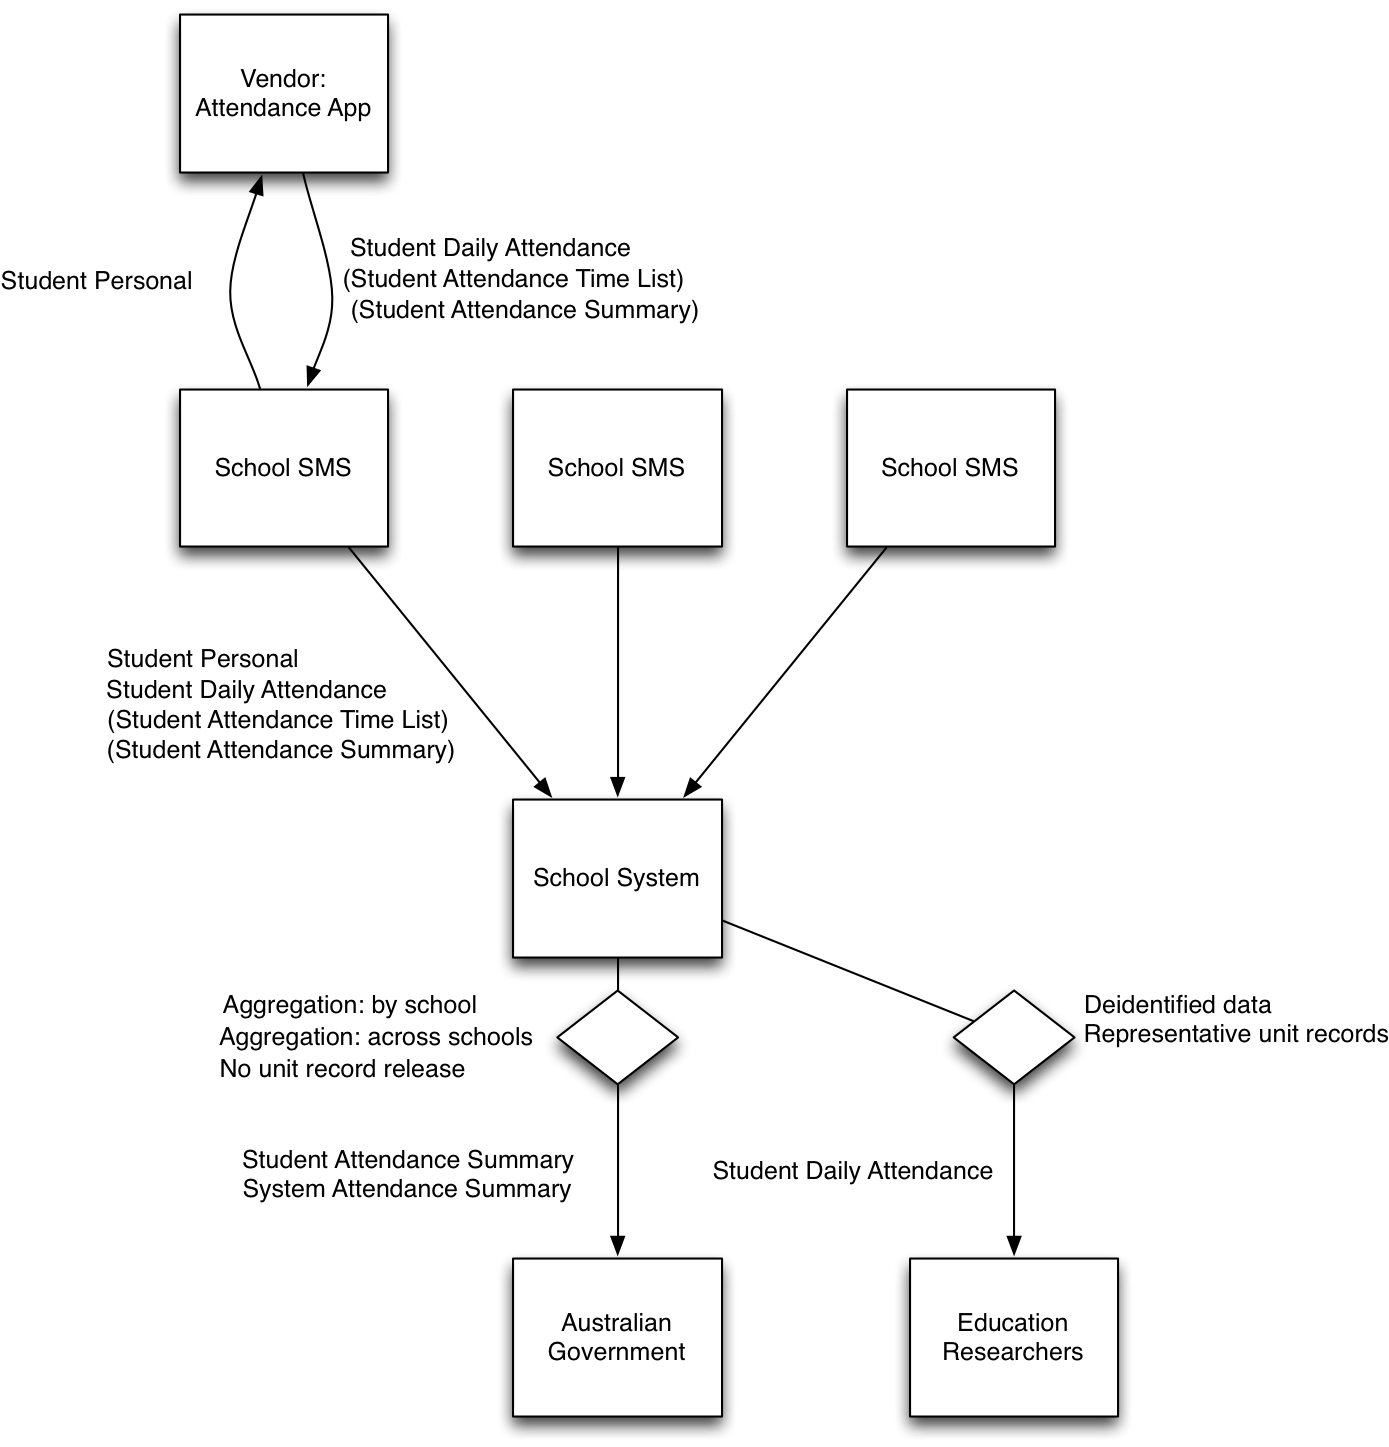 Vendor:
Attendance App
Student Personal
Student Daily Attendance
(Student Attendance Time List)
(Student Attendance Summary)
School SMS
School SMS
School SMS
Student Personal
Student Daily Attendance
(Student Attendance Time List)
(Student Attendance Summary)
School System
Aggregation: by school
Aggregation: across schools
No unit record release
Deidentified data
Representative unit records
Student Attendance Summary
System Attendance Summary
Student Daily Attendance
Australian
Government
Education
Researchers